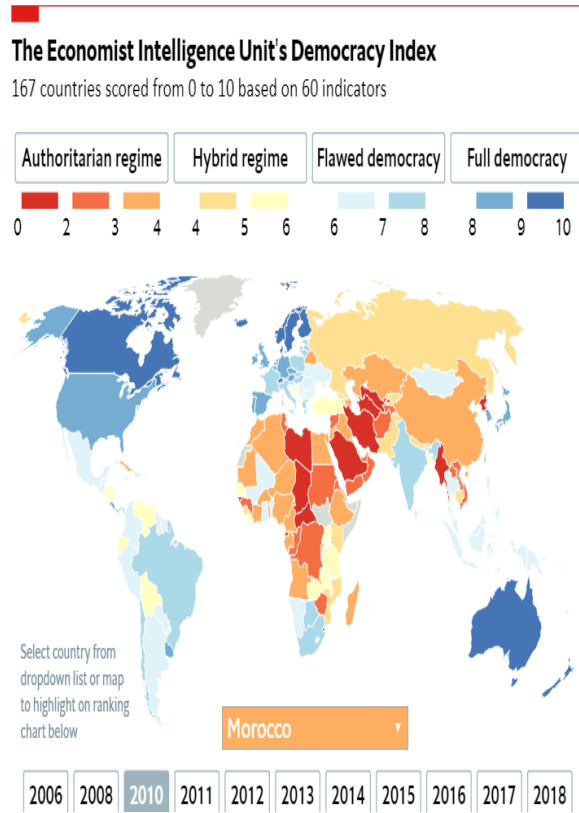 The Economist Intelligence Unit's Democracy Index
167 countries scored from 0 to 10 based on 60 indicators
Authoritarian regime Hybrid regime Flawed democracy Full democracy
0 2 3 4 4 5 6 6 7 8 8 9 10
Select country from
dropdown list or map
to highlight on ranking
chart below
Morocco
2006 2008 2010 2011 2012 2013 2014 2015 2016 2017 2018